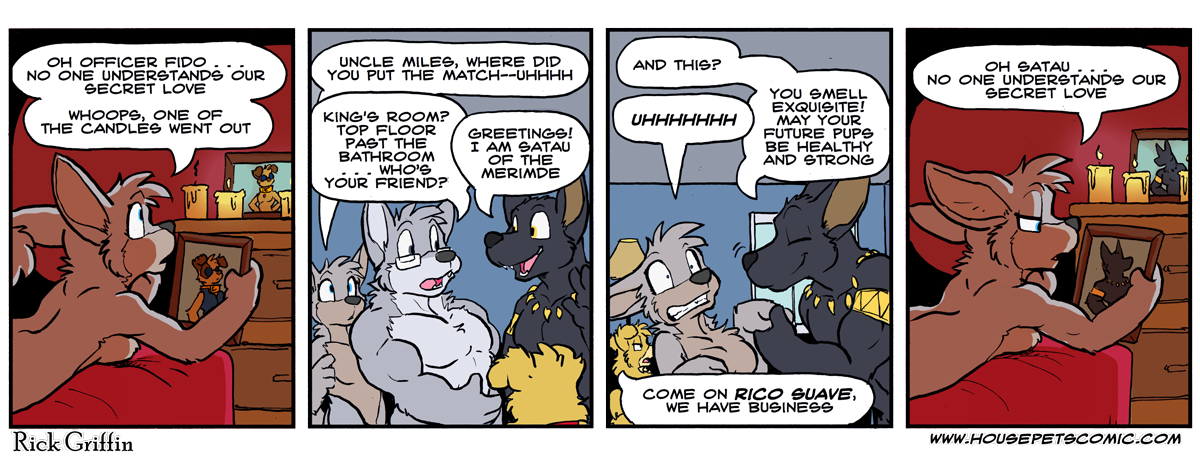 OH OFFICER FIDO . . .
NO ONE UNDERSTANDS OUR
SECRET LOVE
WHOOPS, ONE OF
THE CANDLES WENT OUT
UNCLE MILES, WHERE DID
YOU PUT THE MATCH--UHHHH
KING'S ROOM?
TOP FLOOR
PAST THE
BATHROOM
. . . WHO'S
YOUR FRIEND?
GREETINGS!
I AM SATAU
OF THE
MERIMDE
AND THIS?
UHHHHHHH
YOU SMELL
EXQUISITE!
MAY YOUR
FUTURE PUPS
BE HEALTHY
AND STRONG
COME ON RICO SUAVE,
WE HAVE BUSINESS
OH SATAU . . .
NO ONE UNDERSTANDS OUR
SECRET LOVE
Rick Griffin
WWW.HOUSEPETSCOMIC.COM